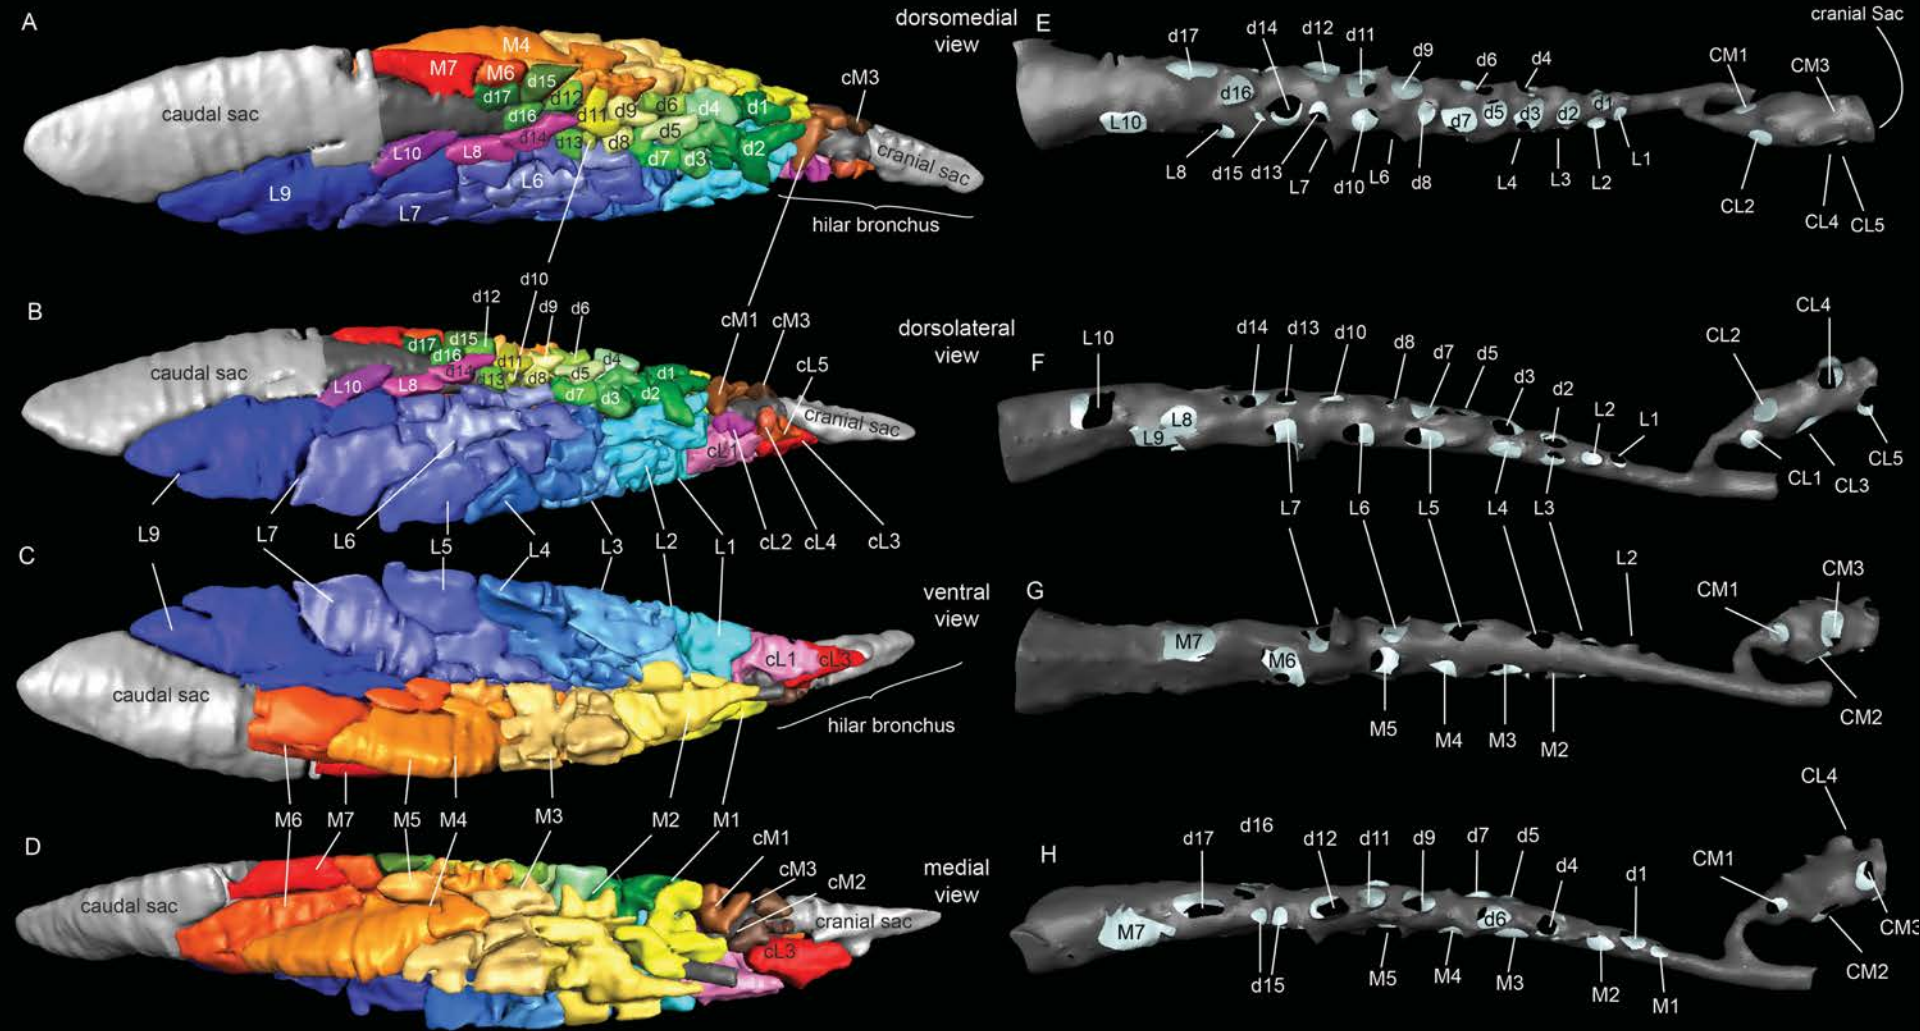 A
dorsomedial
view
M4
M7
M6
d15
d17
d12
d16
d11
d9
d6
d4
d1
cM3
caudal sac
d14
d13
d8
d5
d2
L10
L8
d7
d3
cranial sac
L9
L6
L7
hilar bronchus
B
dorsolateral
view
d10
d12
d9
d6
cM1
cM3
d17
d15
d16
d11
d4
cL5
caudal sac
d14
d5
d1
L10
L8
d13
d8
d7
d3
d2
cranial sac
cL1
L9
L7
L6
L5
L4
L3
L2
L1
cL2
cL4
cL3
C
ventral
view
caudal sac
cL1
cL3
hilar bronchus
M6
M7
M5
M4
M3
M2
M1
D
medial
view
cM1
cM3
cM2
caudal sac
cranial sac
cL3
E
cranial Sac
d17
d14
d12
d11
d9
d6
d4
CM1
CM3
d16
d1
L10
d7
d5
d3
d2
L8
d15
d13
L7
d10
L6
d8
L4
L3
L2
L1
CL2
CL4
CL5
F
L10
d14
d13
d10
d8
d7
d5
d3
d2
L2
L1
CL2
CL4
L8
L9
CL1
CL3
CL5
L7
L6
L5
L4
L3
G
L2
CM1
CM3
M7
M6
M5
M4
M3
M2
CM2
H
d17
d16
d12
d11
d9
d7
d5
d4
d1
CM1
CL4
M7
d6
d15
M5
M4
M3
M2
M1
CM2
CM3